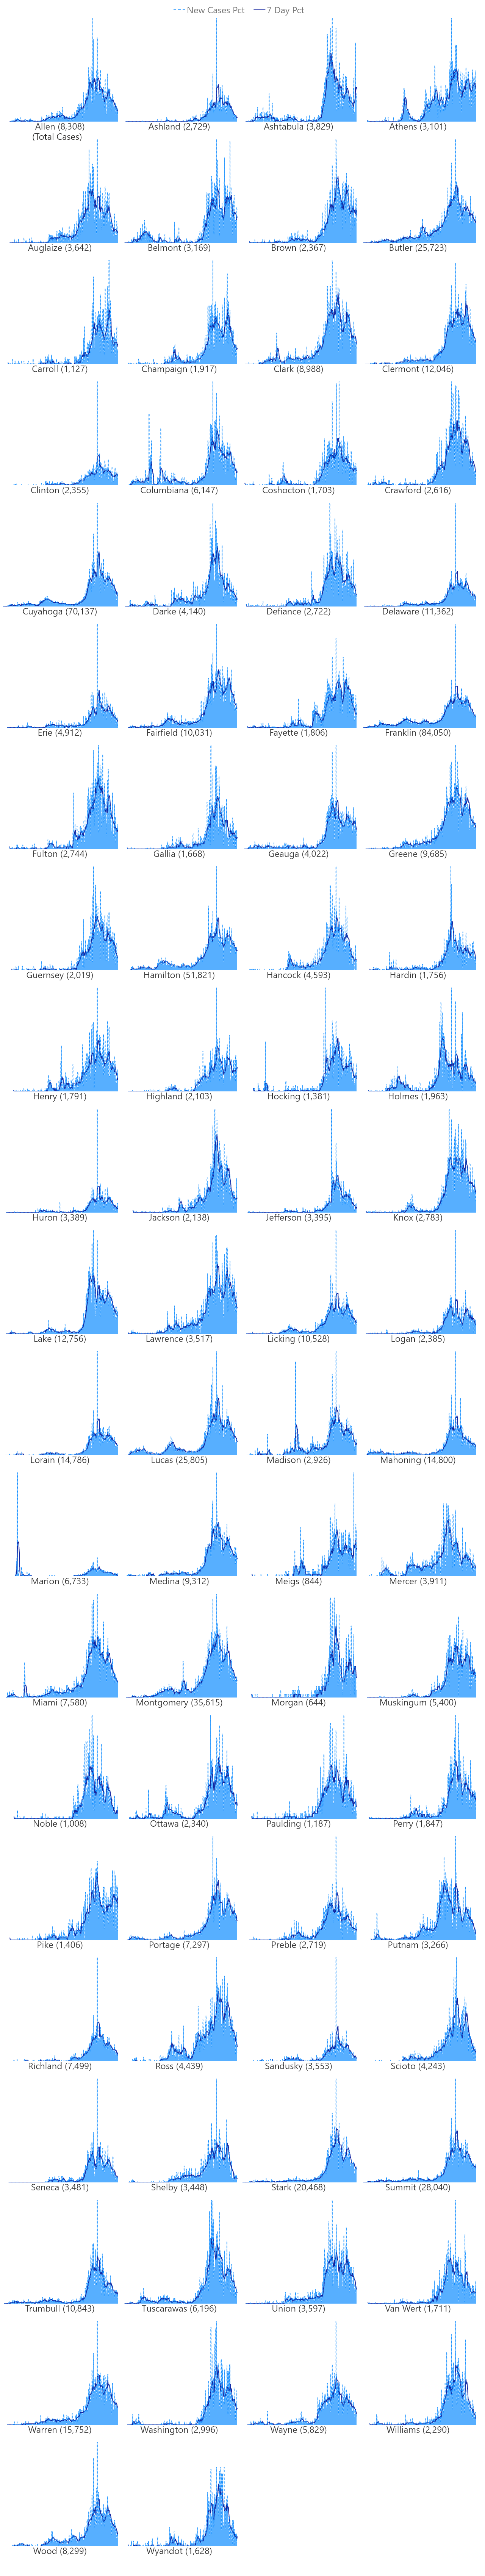 New Cases Pct 7 Day Pct
Allen (8,308) Ashland (2,729) Ashtabula (3,829) Athens (3,101)
(Total Cases)
Auglaize (3,642) Belmont (3,169) Brown (2,367) Butler (25,723)
Carroll (1,127) Champaign (1,917) Clark (8,988) Clermont (12,046)
Clinton (2,355) Columbiana (6,147) Coshocton (1,703) Crawford (2,616)
Cuyahoga (70,137) Darke (4,140) Defiance (2,722) Delaware (11,362)
Erie (4,912) Fairfield (10,031) Fayette (1,806) Franklin (84,050)
Fulton (2,744) Gallia (1,668) Geauga (4,022) Greene (9,685)
Guernsey (2,019) Hamilton (51,821) Hancock (4,593) Hardin (1,756)
Henry (1,791) Highland (2,103) Hocking (1,381) Holmes (1,963)
Huron (3,389) Jackson (2,138) Jefferson (3,395) Knox (2,783)
Lake (12,756) Lawrence (3,517) Licking (10,528) Logan (2,385)
Lorain (14,786) Lucas (25,805) Madison (2,926) Mahoning (14,800)
Marion (6,733) Medina (9,312) Meigs (844) Mercer (3,911)
Miami (7,580) Montgomery (35,615) Morgan (644) Muskingum (5,400)
Noble (1,008) Ottawa (2,340) Paulding (1,187) Perry (1,847)
Pike (1,406) Portage (7,297) Preble (2,719) Putnam (3,266)
Richland (7,499) Ross (4,439) Sandusky (3,553) Scioto (4,243)
Seneca (3,481) Shelby (3,448) Stark (20,468) Summit (28,040)
Trumbull (10,843) Tuscarawas (6,196) Union (3,597) Van Wert (1,711)
Warren (15,752) Washington (2,996) Wayne (5,829) Williams (2,290)
Wood (8,299) Wyandot (1,628)